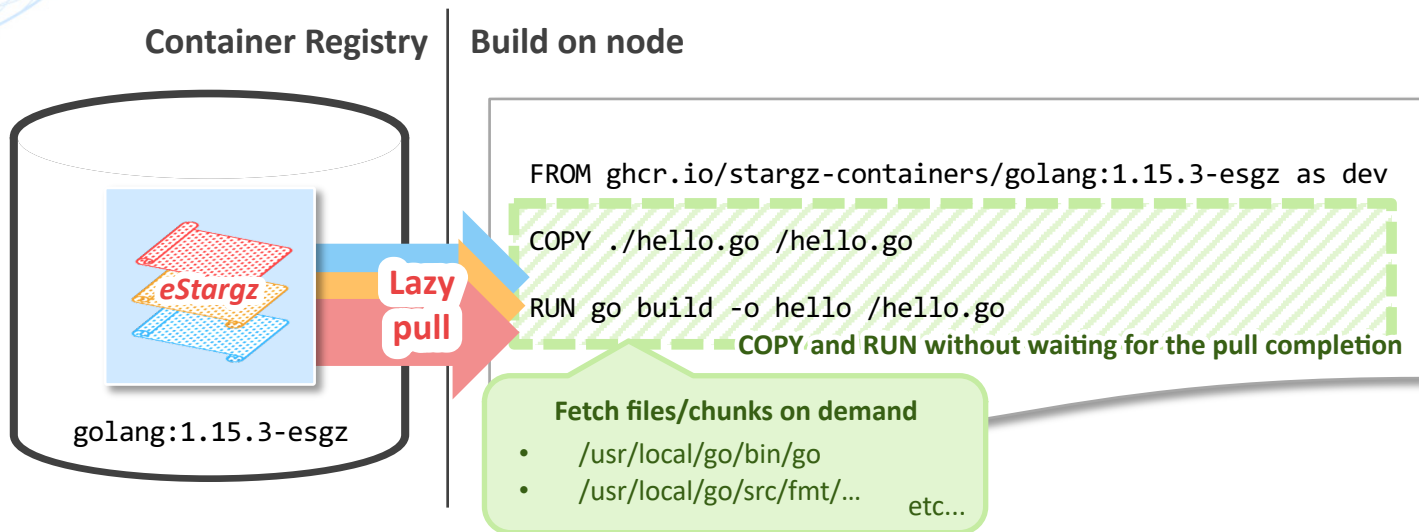 Container Registry
Build on node
FROM ghcr.io/stargz-containers/golang:1.15.3-esgz as dev
COPY ./hello.go /hello.go
eStargz
Lazy
pull
RUN go build -o hello /hello.go
COPY and RUN without waiting for the pull completion
golang:1.15.3-esgz
Fetch files/chunks on demand
• /usr/local/go/bin/go
• /usr/local/go/src/fmt/…
etc...